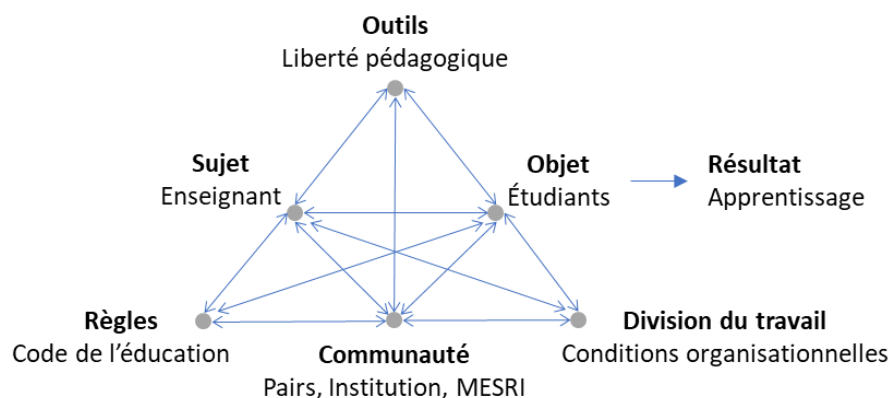 Outils
Liberté pédagogique
Sujet
Enseignant
Objet
Étudiants
Résultat
Apprentissage
Règles
Code de l’éducation
Communauté
Pairs, Institution, MESRI
Division du travail
Conditions organisationnelles